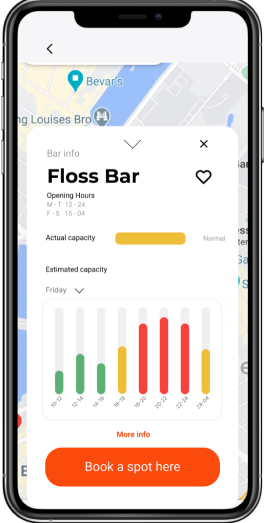 Bevar's
ng Louises Bro
Bar info
Floss Bar
Opening Hours
M - T 12 - 24
F - S 15 - 04
Actual capacity
Normal
Estimated capacity
Friday
10-12 12-14 14-16 16-18 18-20 20-22 22-24 24-04
More info
Book a spot here